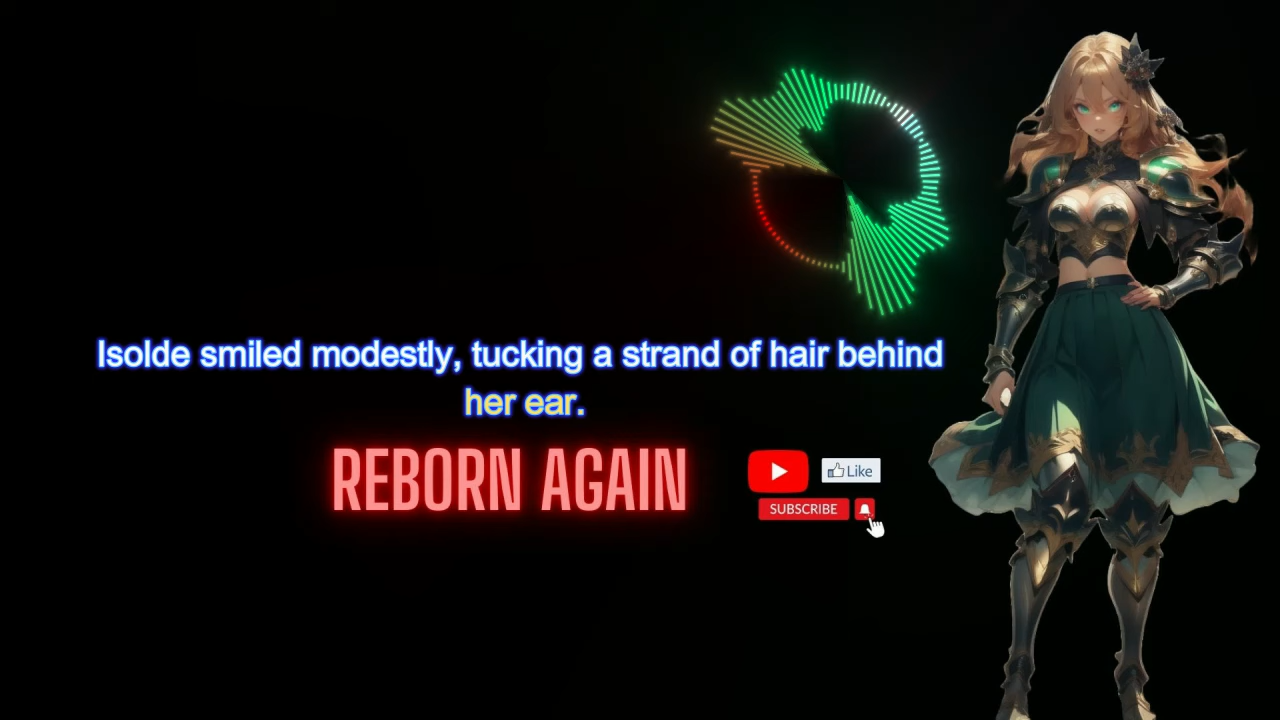 Isolde smiled modestly, tucking a strand of hair behind
her ear.
REBORN AGAIN
Like
SUBSCRIBE